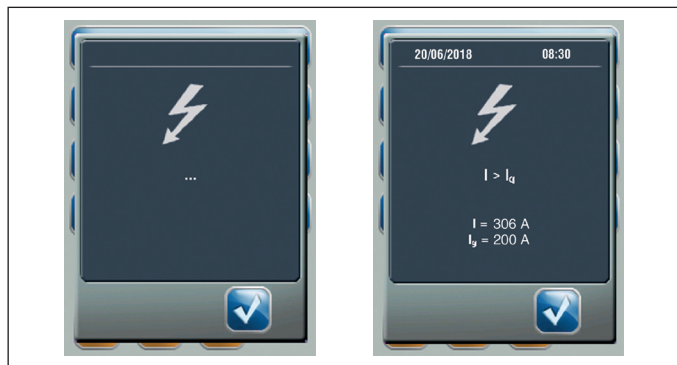 ...
20/06/2018 08:30
I > Ig
I = 306 A
Ig = 200 A